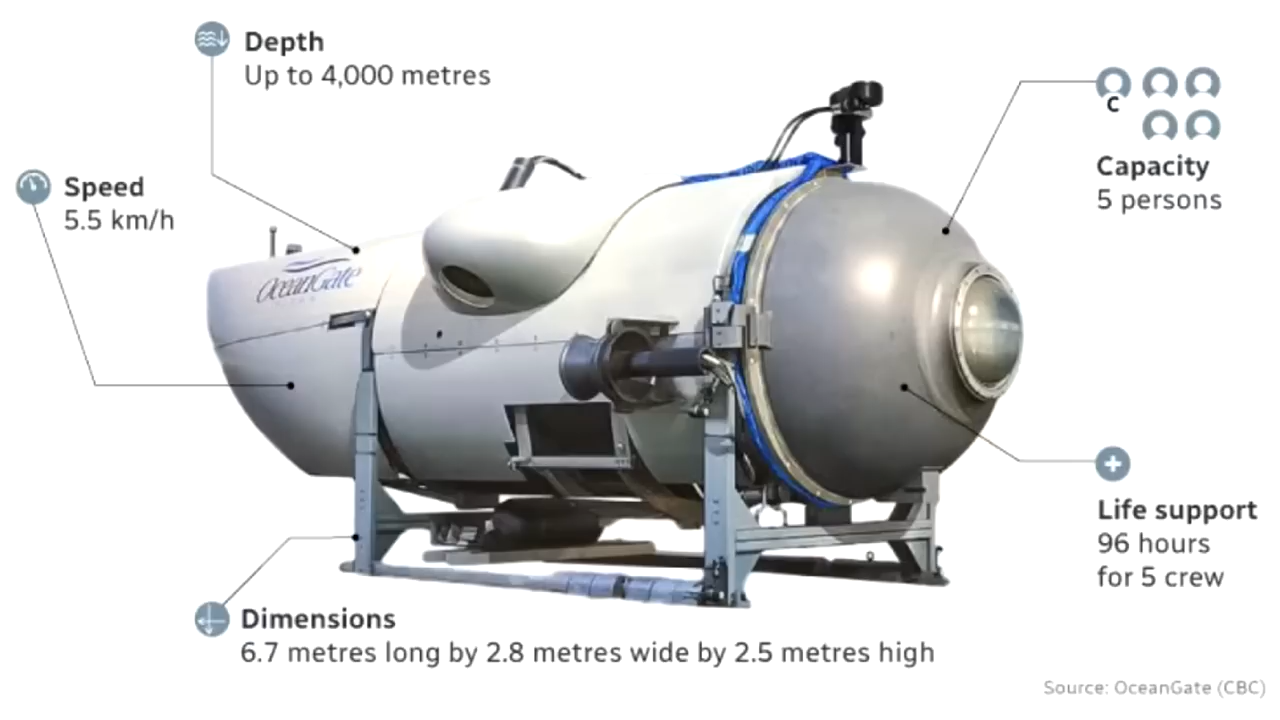 Depth
Up to 4,000 metres
Speed
5.5 km/h
OceanGate
C
Capacity
5 persons
Life support
96 hours
for 5 crew
Dimensions
6.7 metres long by 2.8 metres wide by 2.5 metres high
Source: OceanGate (CBC)